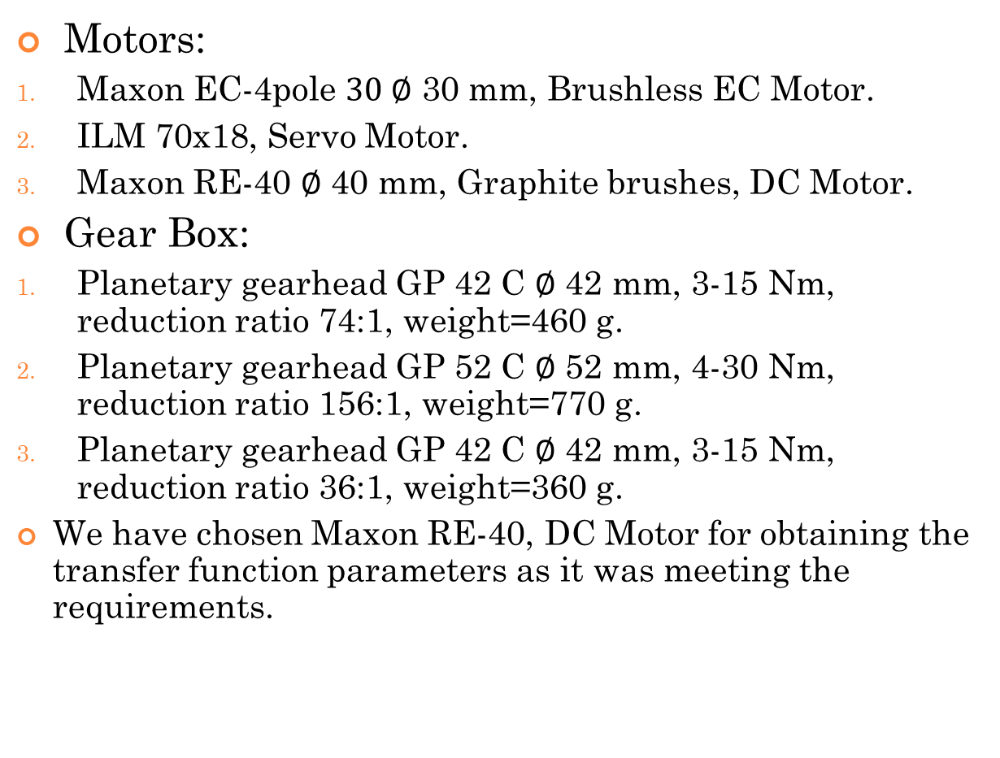 Motors:
1. Maxon EC-4pole 30 ∅ 30 mm, Brushless EC Motor.
2. ILM 70x18, Servo Motor.
3. Maxon RE-40 ∅ 40 mm, Graphite brushes, DC Motor.
Gear Box:
1. Planetary gearhead GP 42 C ∅ 42 mm, 3-15 Nm,
reduction ratio 74:1, weight=460 g.
2. Planetary gearhead GP 52 C ∅ 52 mm, 4-30 Nm,
reduction ratio 156:1, weight=770 g.
3. Planetary gearhead GP 42 C ∅ 42 mm, 3-15 Nm,
reduction ratio 36:1, weight=360 g.
We have chosen Maxon RE-40, DC Motor for obtaining the
transfer function parameters as it was meeting the
requirements.